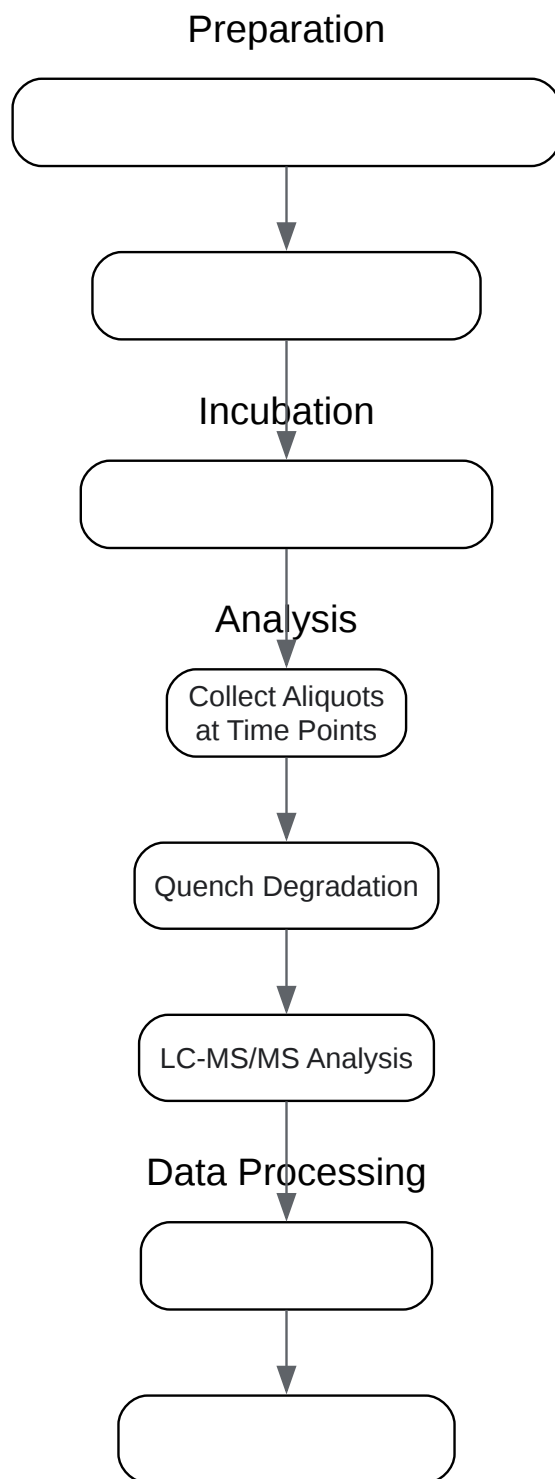 Preparation
Incubation
Analysis
Collect Aliquots
at Time Points
Quench Degradation
LC-MS/MS Analysis
Data Processing